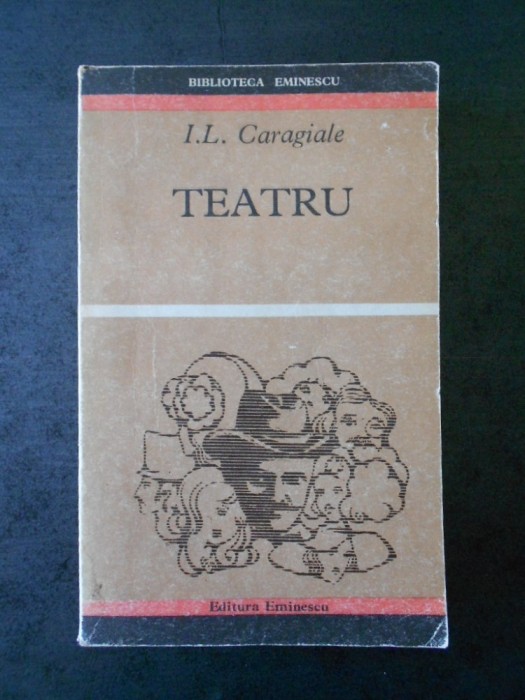 BIBLIOTECA EMINESCU
I.L. Caragiale
TEATRU
Editura Eminescu